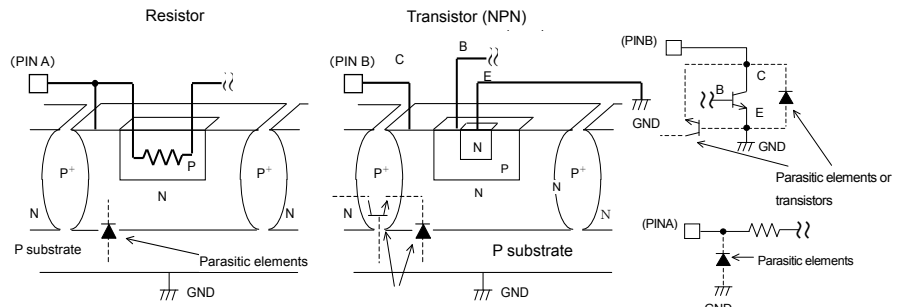 Resistor
Transistor (NPN)
(PIN A)
P
N
P+
P+
N
N
P substrate
Parasitic elements
GND
(PIN B)
C
B
E
GND
N
P
N
P+
N
P+
N
N
P substrate
GND
(PINB)
C
B
E
GND
Parasitic elements or
transistors
(PINA)
Parasitic elements
GND